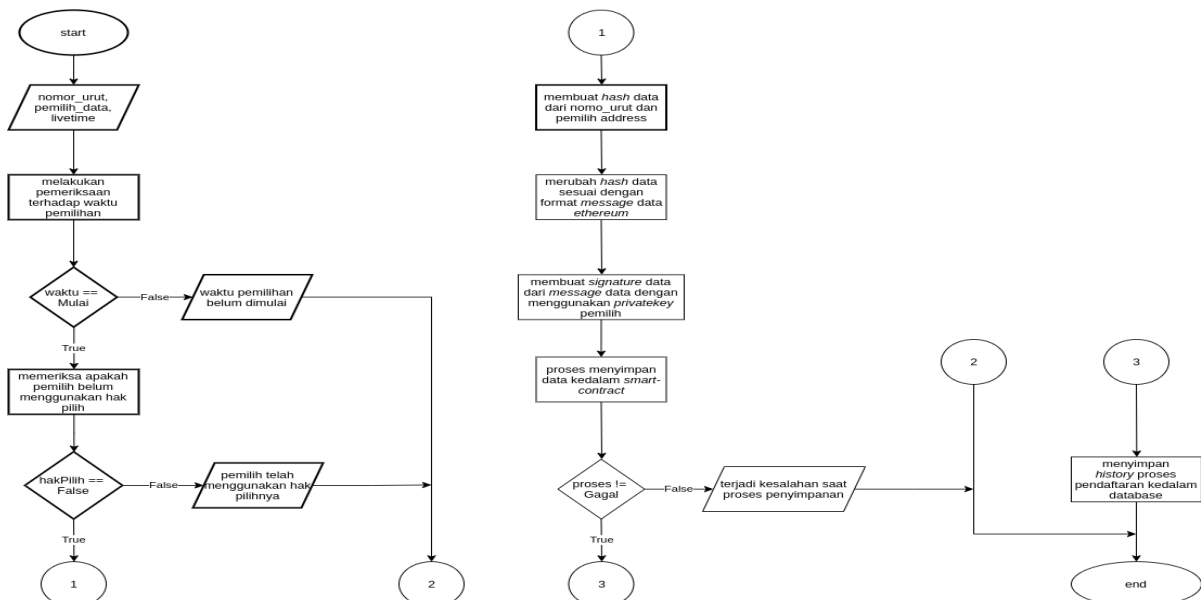 start
nomor_urut,
pemilih_data,
livetime
melakukan
pemeriksaan
terhadap waktu
pemilihan
waktu ==
Mulai
False
waktu pemilihan
belum dimulai
True
memeriksa apakah
pemilih belum
menggunakan hak
pilih
hakPilih ==
False
False
pemilih telah
menggunakan hak
pilihnya
True
1
2
1
membuat hash data
dari nomo_urut dan
pemilih address
merubah hash data
sesuai dengan
format message data
ethereum
membuat signature data
dari message data dengan
menggunakan privatekey
pemilih
proses menyimpan
data kedalam smart-
contract
proses !=
Gagal
False
terjadi kesalahan saat
proses penyimpanan
True
3
2
3
menyimpan
history proses
pendaftaran kedalam
database
end